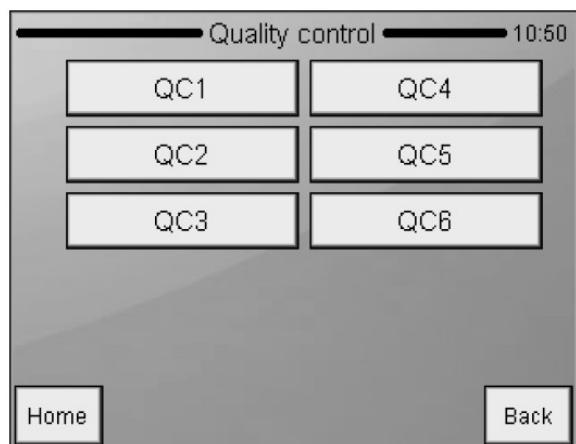 Quality control 10:50
QC1 QC4
QC2 QC5
QC3 QC6
Home Back